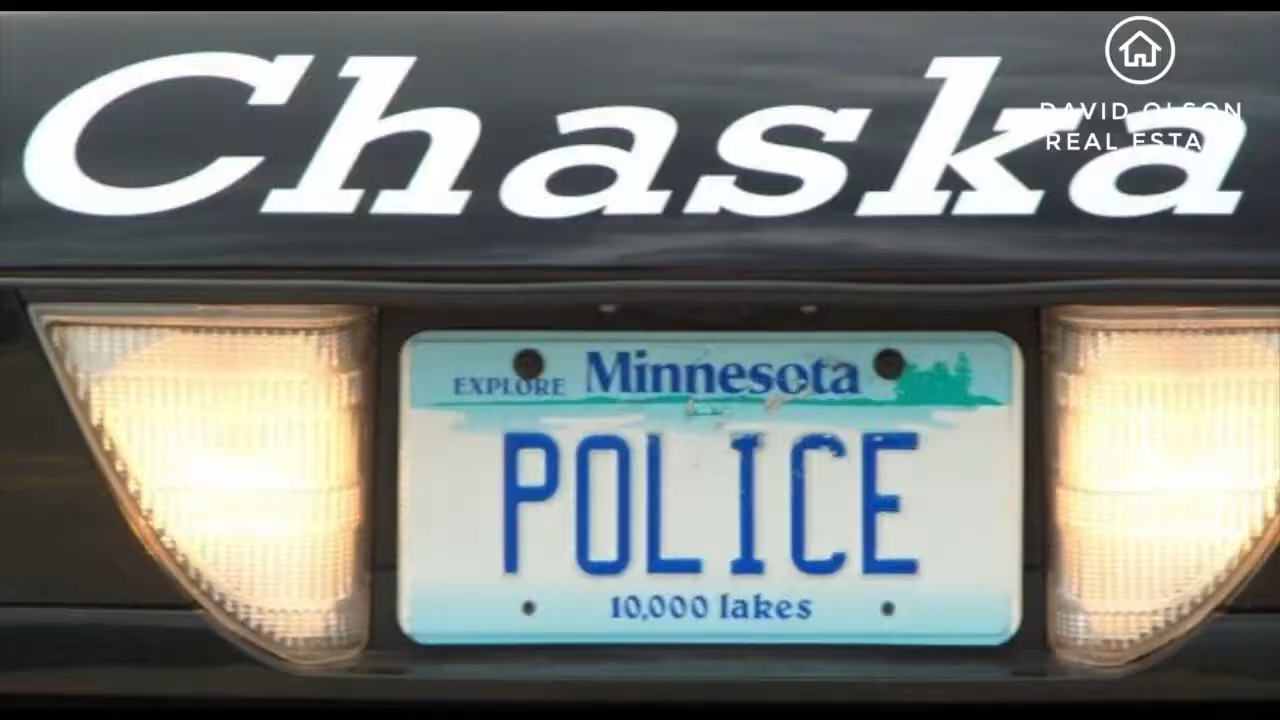 Chaska
DAVID OLSON
REAL ESTA
EXPLORE Minnesota
POLICE
10,000 lakes